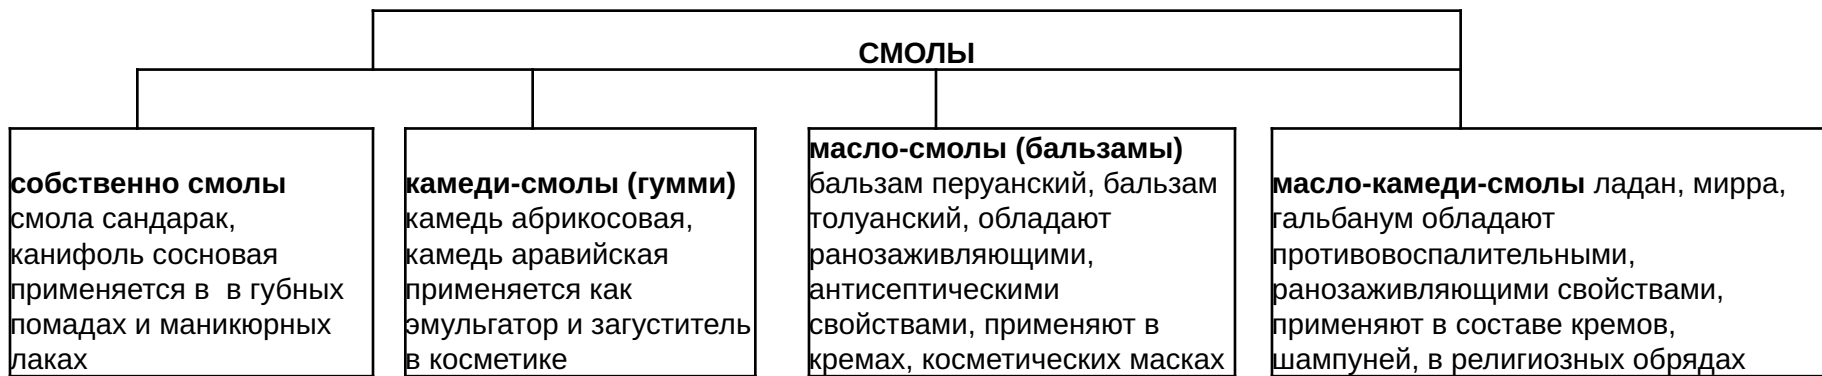 СМОЛЫ
собственно смолы
смола сандарак,
канифоль сосновая
применяется в  в губных
помадах и маникюрных
лаках
камеди-смолы (гумми)
камедь абрикосовая,
камедь аравийская
применяется как
эмульгатор и загуститель
в косметике
масло-смолы (бальзамы)
бальзам перуанский, бальзам
толуанский, обладают
ранозаживляющими,
антисептическими
свойствами, применяют в
кремах, косметических масках
масло-камеди-смолы ладан, мирра,
гальбанум обладают
противовоспалительными,
ранозаживляющими свойствами,
применяют в составе кремов,
шампуней, в религиозных обрядах